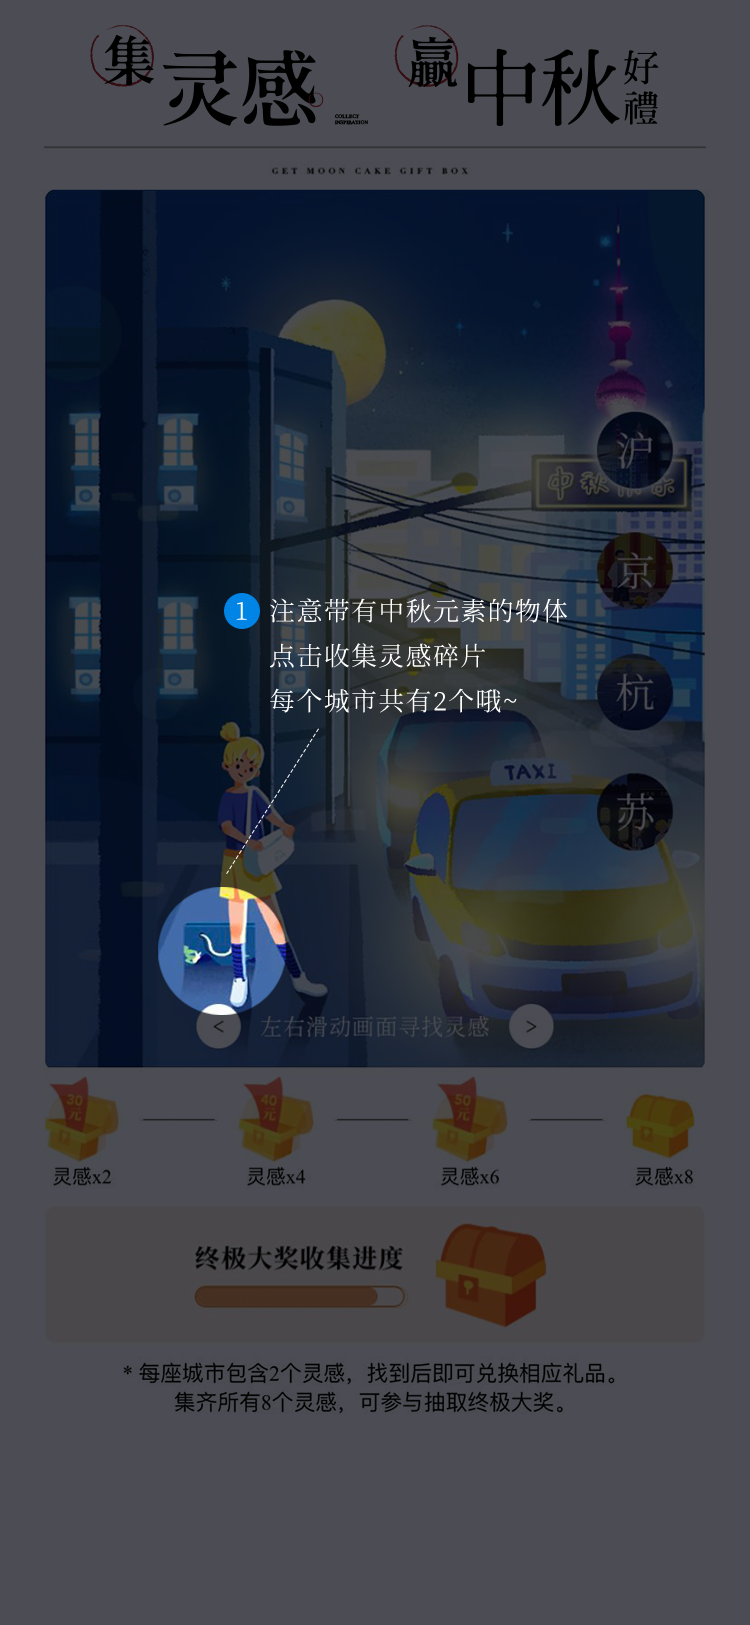 集灵感 赢中秋好禮
COLLECT
INSPIRATION
GET MOON CAKE GIFT BOX
沪
中秋
京
1 注意带有中秋元素的物体
点击收集灵感碎片
每个城市共有2个哦~
杭
TAXI
苏
< 左右滑动画面寻找灵感 >
30元 40元 50元
灵感x2 灵感x4 灵感x6 灵感x8
终极大奖收集进度
* 每座城市包含2个灵感，找到后即可兑换相应礼品。
集齐所有8个灵感，可参与抽取终极大奖。